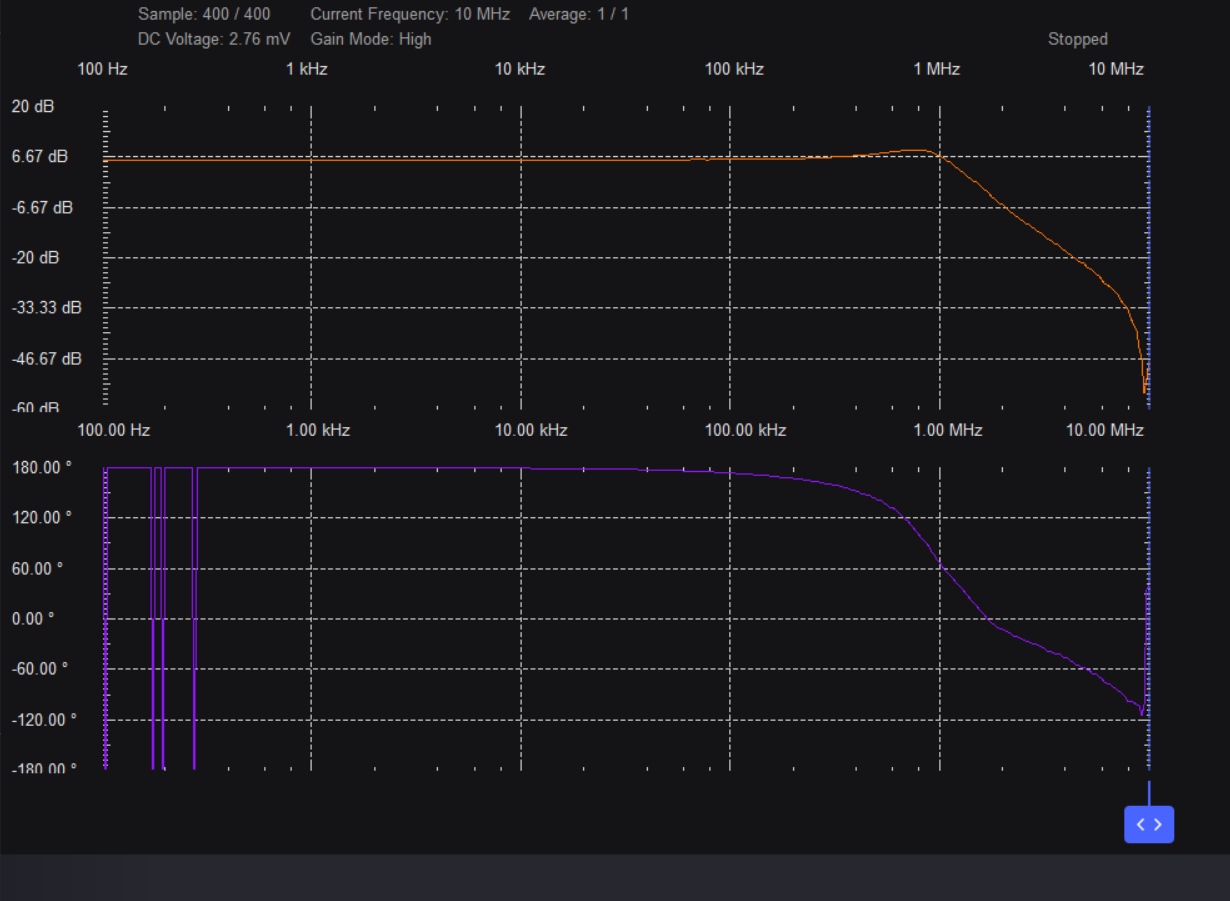 Sample: 400 / 400 Current Frequency: 10 MHz Average: 1 / 1
DC Voltage: 2.76 mV Gain Mode: High Stopped
100 Hz 1 kHz 10 kHz 100 kHz 1 MHz 10 MHz
20 dB
6.67 dB
-6.67 dB
-20 dB
-33.33 dB
-46.67 dB
-60 dB
100.00 Hz 1.00 kHz 10.00 kHz 100.00 kHz 1.00 MHz 10.00 MHz
180.00 °
120.00 °
60.00 °
0.00 °
-60.00 °
-120.00 °
-180.00 °